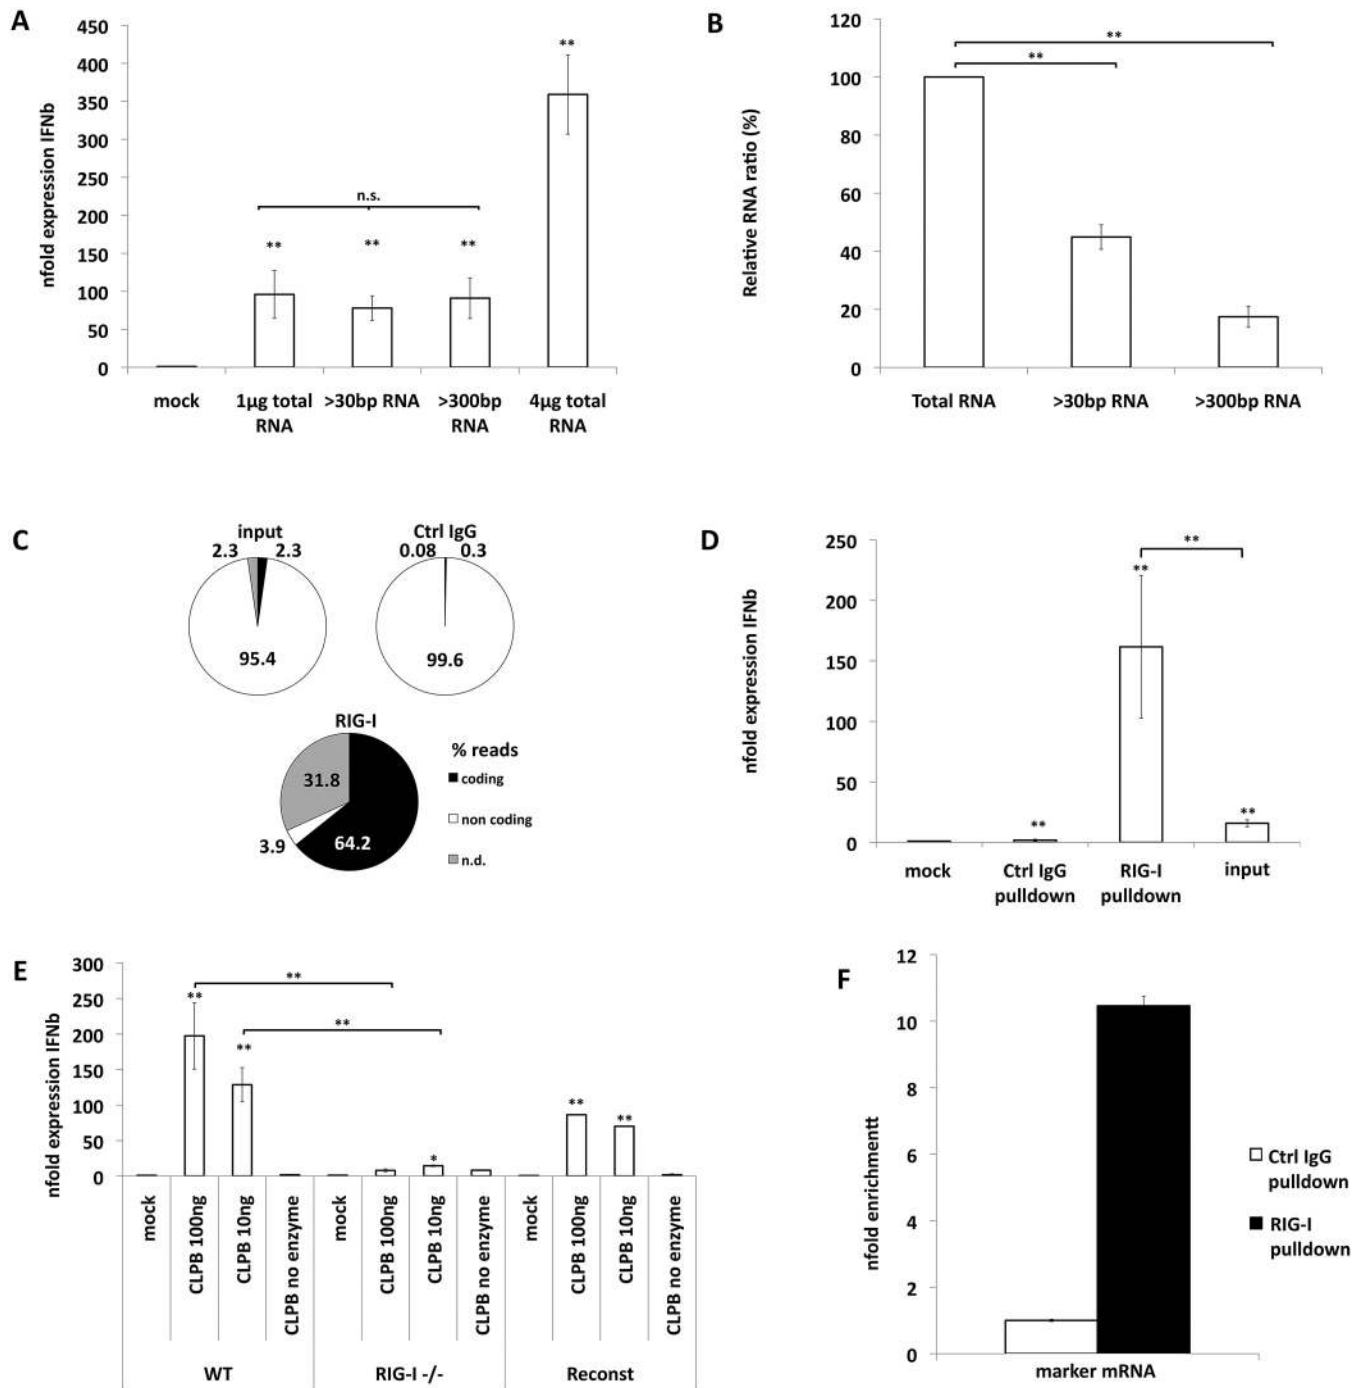 A
450
400
350
300
250
200
150
100
50
0
nfold expression IFNb
**
**
**
**
n.s.
mock
1µg total
RNA
>30bp RNA
>300bp
RNA
4µg total
RNA
B
120
100
80
60
40
20
0
Relative RNA ratio (%)
**
**
Total RNA
>30bp RNA
>300bp RNA
C
input
2.3
2.3
95.4
Ctrl IgG
0.08
0.3
99.6
RIG-I
31.8
3.9
64.2
% reads
coding
non coding
n.d.
D
250
200
150
100
50
0
nfold expression IFNb
**
**
**
**
mock
Ctrl IgG
pulldown
RIG-I
pulldown
input
E
300
250
200
150
100
50
0
nfold expression IFNb
**
**
**
**
*
**
**
mock
CLPB 100ng
CLPB 10ng
CLPB no enzyme
mock
CLPB 100ng
CLPB 10ng
CLPB no enzyme
mock
CLPB 100ng
CLPB 10ng
CLPB no enzyme
WT
RIG-I -/-
Reconst
F
12
10
8
6
4
2
0
nfold enrichmentt
marker mRNA
Ctrl IgG
pulldown
RIG-I
pulldown